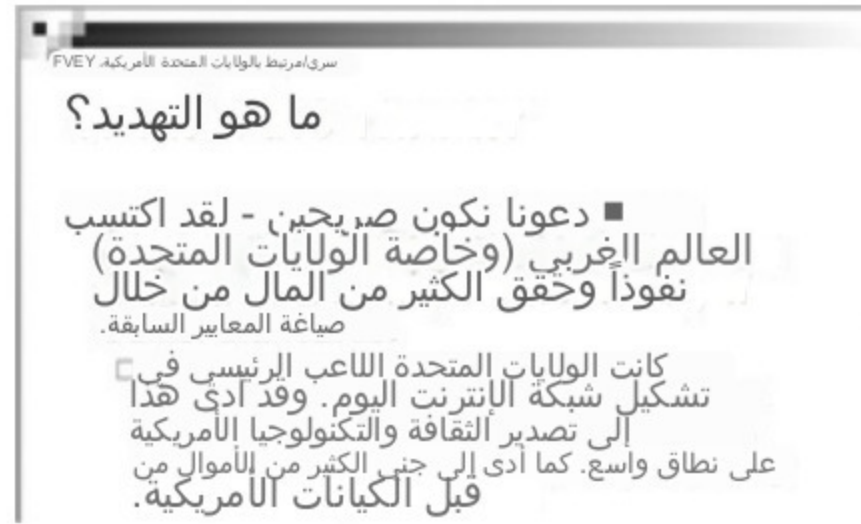 سري/مرتبط بالولايات المتحدة الأمريكية، FVEY
ما هو التهديد؟
■ دعونا نكون صريحين - لقد اكتسب
العالم الغربي (وخاصة الولايات المتحدة)
نفوذاً وحقق الكثير من المال من خلال
صياغة المعايير السابقة.
كانت الولايات المتحدة اللاعب الرئيسي في
تشكيل شبكة الإنترنت اليوم. وقد أدى هذا
إلى تصدير الثقافة والتكنولوجيا الأمريكية
على نطاق واسع. كما أدى إلى جني الكثير من الأموال من
قبل الكيانات الأمريكية.